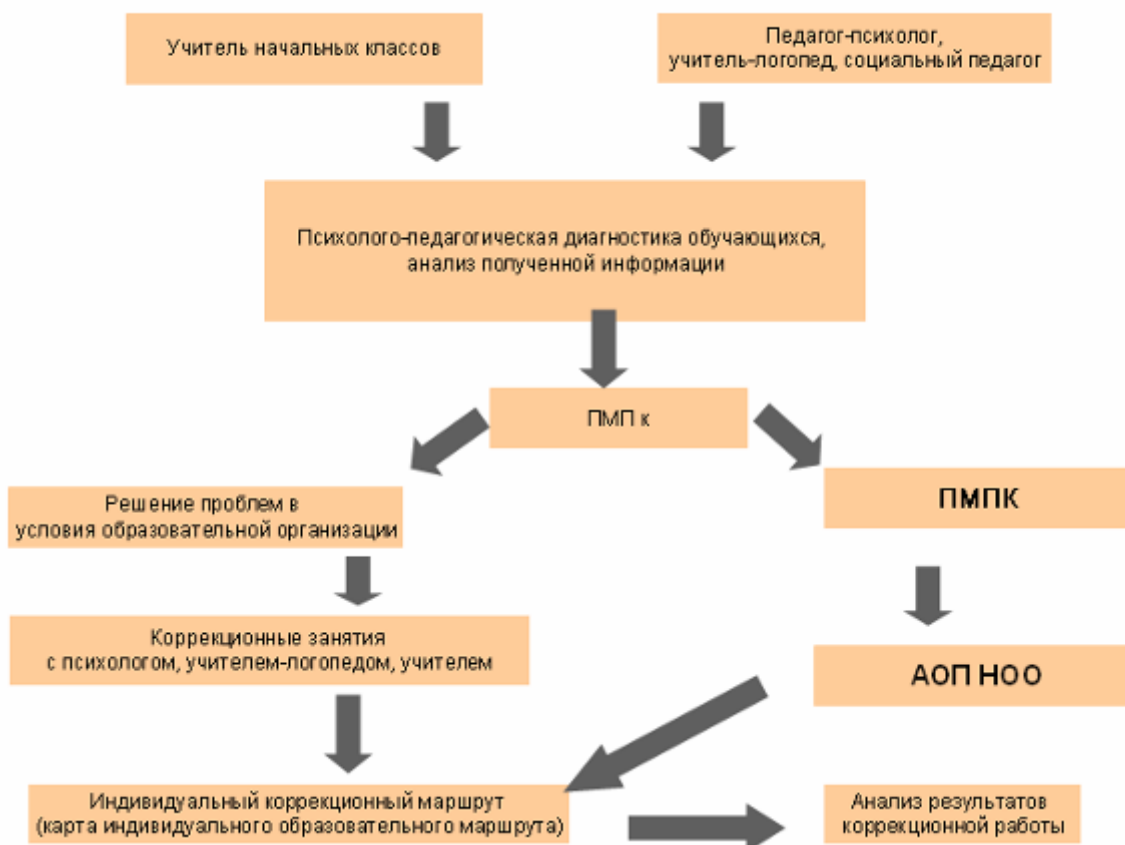 Учитель начальных классов
Педагог-психолог,
учитель-логопед, социальный педагог
Психолого-педагогическая диагностика обучающихся,
анализ полученной информации
ПМП к
Решение проблем в
условия образовательной организации
ПМПК
Коррекционные занятия
с психологом, учителем-логопедом, учителем
АОП НОО
Индивидуальный коррекционный маршрут
(карта индивидуального образовательного маршрута)
Анализ результатов
коррекционной работы